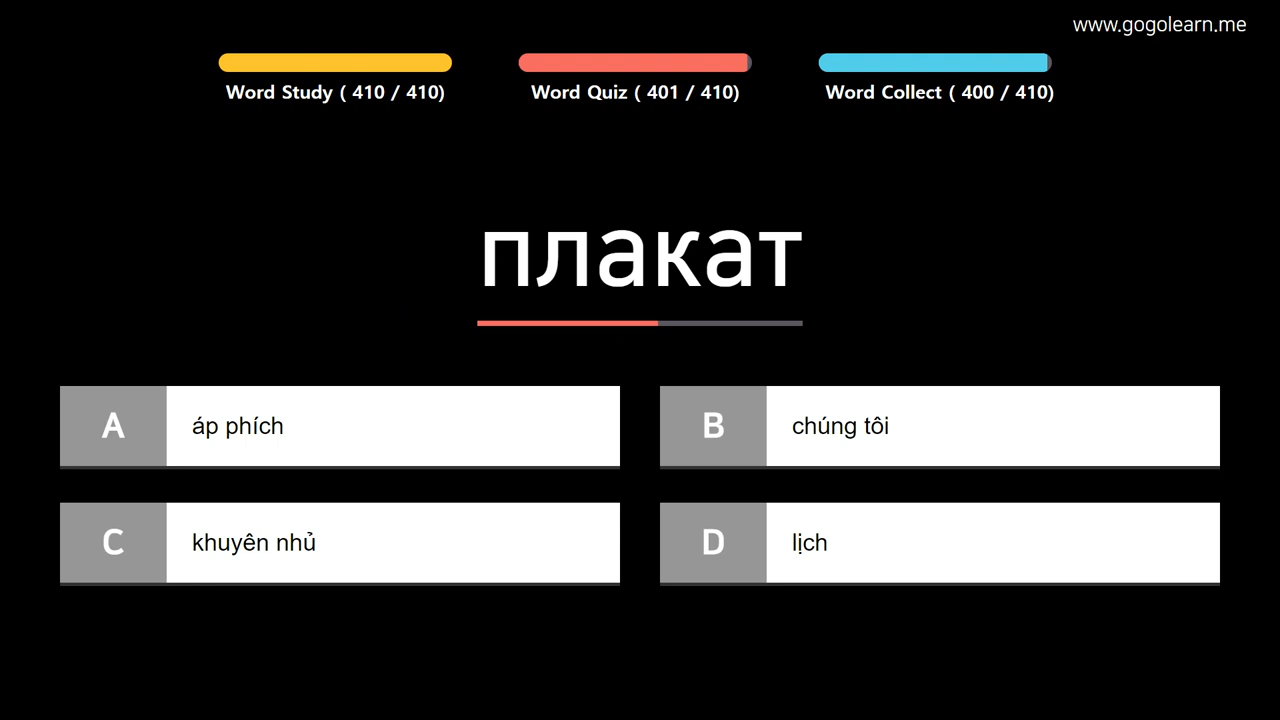 www.gogolearn.me
Word Study ( 410 / 410)
Word Quiz ( 401 / 410)
Word Collect ( 400 / 410)
плакат
A
áp phích
B
chúng tôi
C
khuyên nhủ
D
lịch